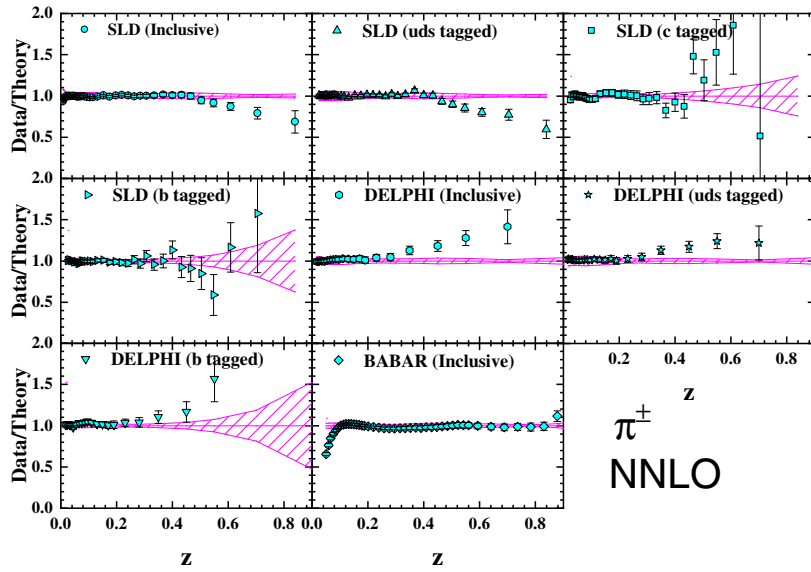 2.0
SLD (Inclusive)
SLD (uds tagged)
SLD (c tagged)
Data/Theory
1.5
1.0
0.5
2.0
SLD (b tagged)
DELPHI (Inclusive)
DELPHI (uds tagged)
Data/Theory
1.5
1.0
0.5
2.0
0.2 0.4 0.6 0.8
z
DELPHI (b tagged)
BABAR (Inclusive)
Data/Theory
1.5
1.0
0.5
0.0
0.0 0.2 0.4 0.6 0.8 0.2 0.4 0.6 0.8
z z
π±
NNLO